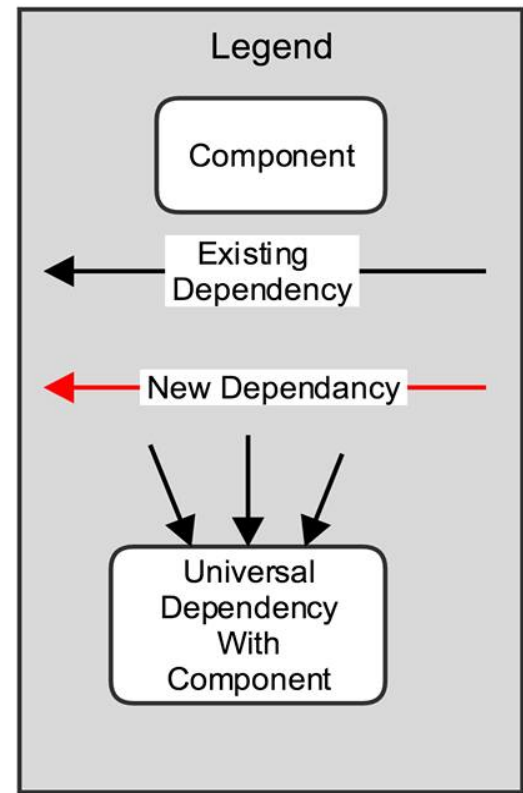 Legend
Component
Existing
Dependency
New Dependancy
Universal
Dependency
With
Component